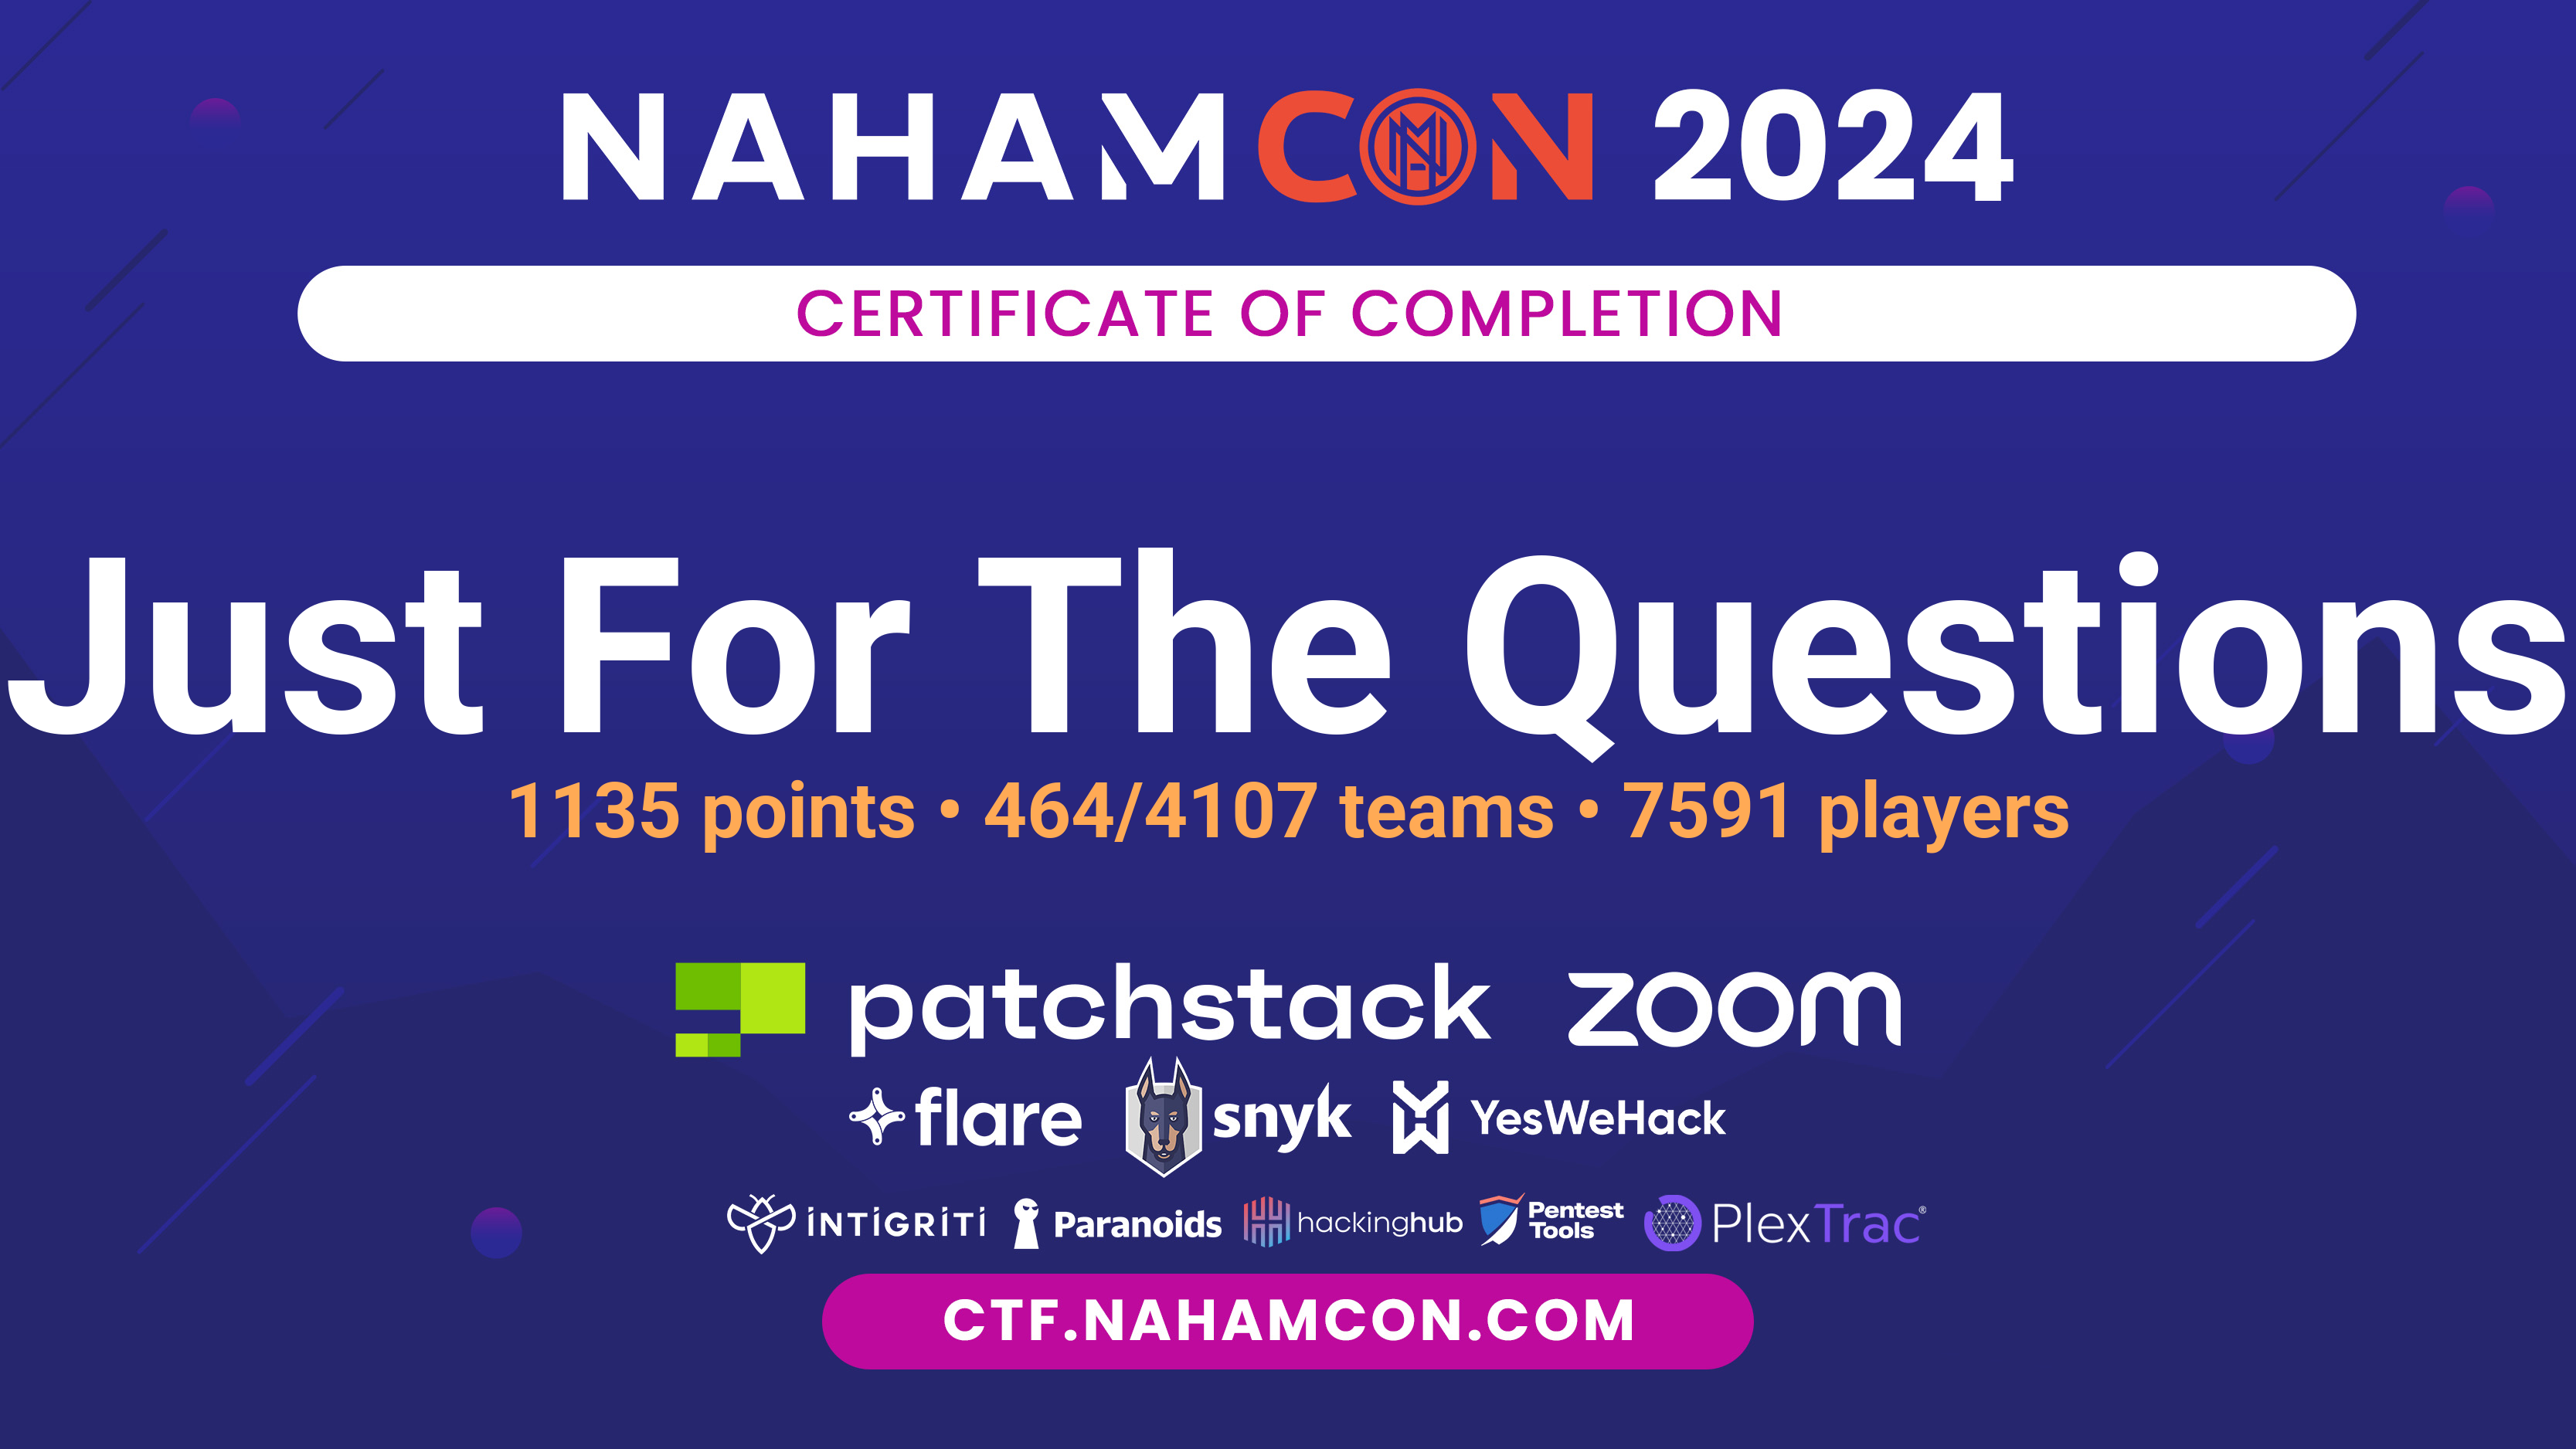 NAHAMCON 2024
CERTIFICATE OF COMPLETION
Just For The Questions
1135 points • 464/4107 teams • 7591 players
patchstack zoom
flare snyk YesWeHack
INTIGRITI Paranoids hackinghub Pentest Tools PlexTrac®
CTF.NAHAMCON.COM